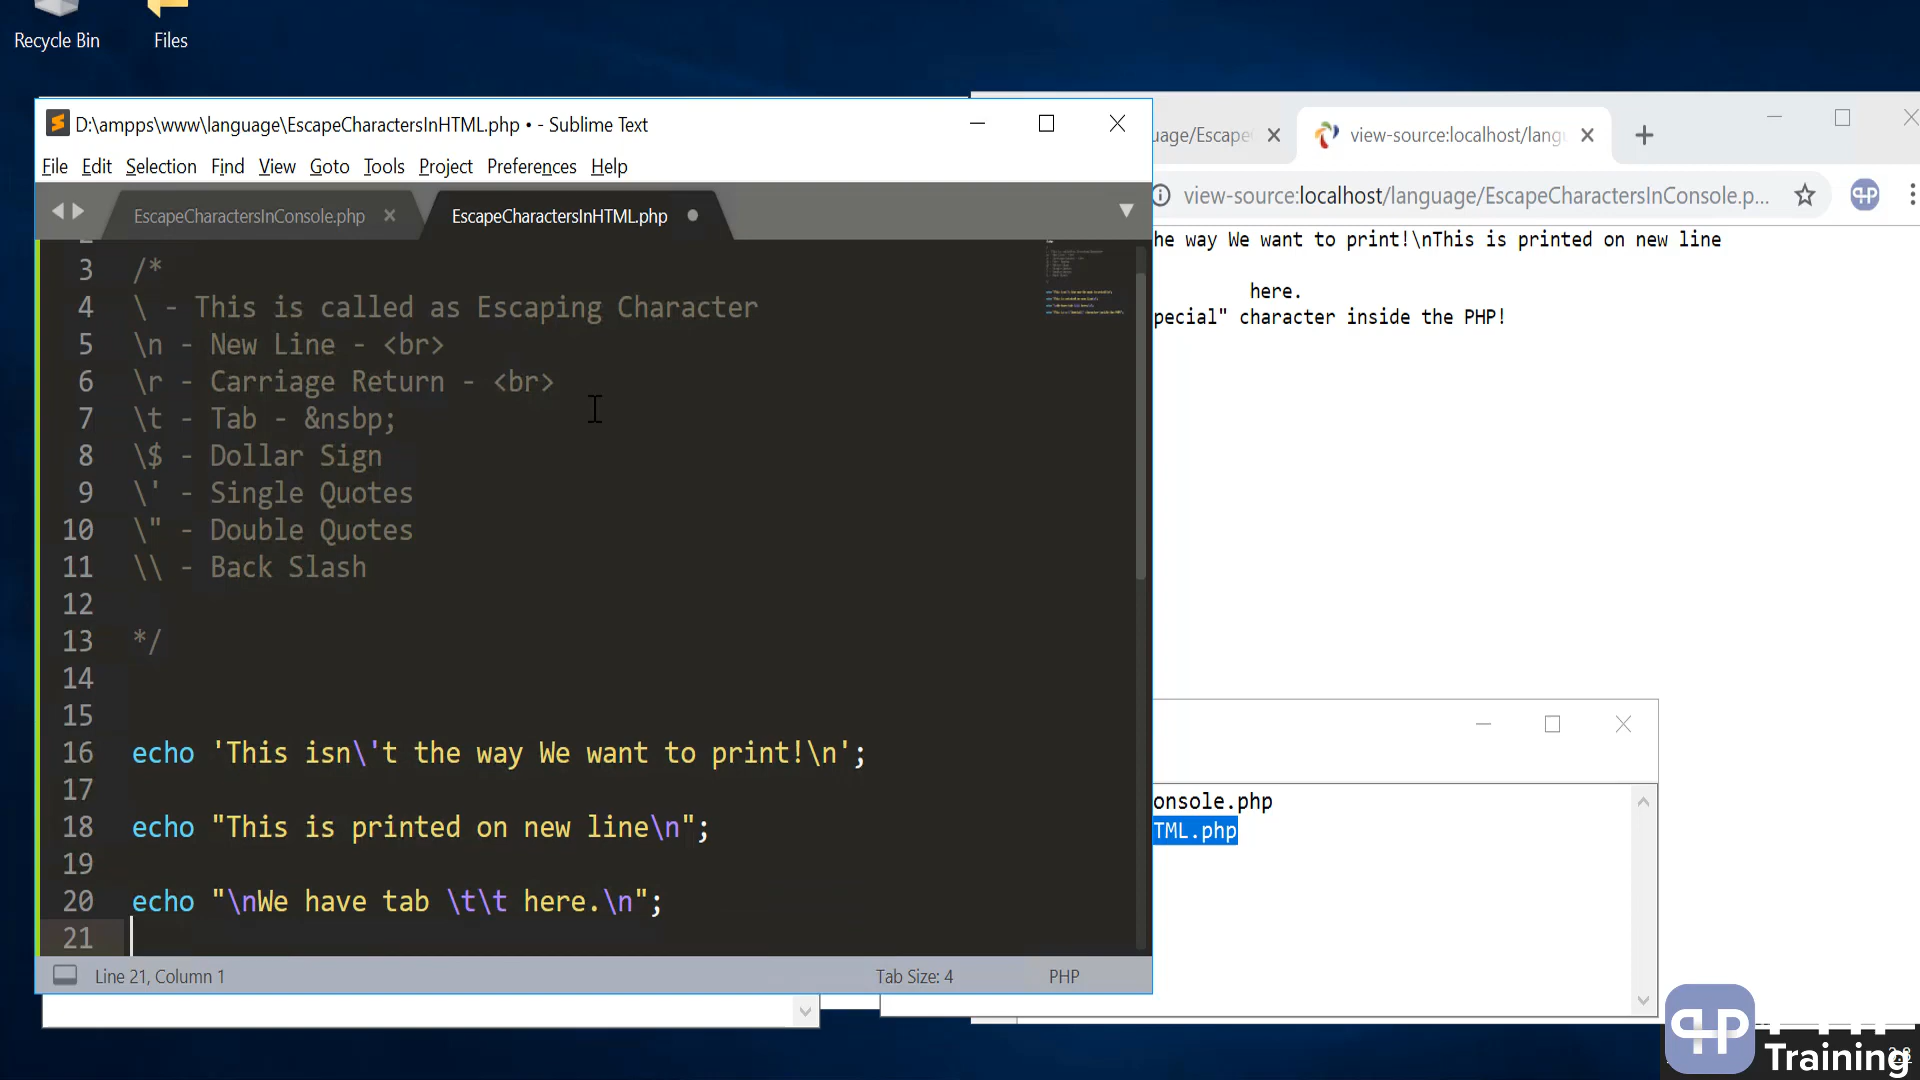 Recycle Bin
Files
D:\ampps\www\language\EscapeCharactersInHTML.php • - Sublime Text
File Edit Selection Find View Goto Tools Project Preferences Help
EscapeCharactersInConsole.php
EscapeCharactersInHTML.php
3 /*
4 \ - This is called as Escaping Character
5 \n - New Line - <br>
6 \r - Carriage Return - <br>
7 \t - Tab - &nsbp;
8 \$ - Dollar Sign
9 \' - Single Quotes
10 \" - Double Quotes
11 \\ - Back Slash
12
13 */
14
15
16 echo 'This isn\'t the way We want to print!\n';
17
18 echo "This is printed on new line\n";
19
20 echo "\nWe have tab \t\t here.\n";
21
Line 21, Column 1
Tab Size: 4
PHP
uage/Escape
view-source:localhost/langu
view-source:localhost/language/EscapeCharactersInConsole.p...
he way We want to print!\nThis is printed on new line
here.
pecial" character inside the PHP!
onsole.php
TML.php
php
Training